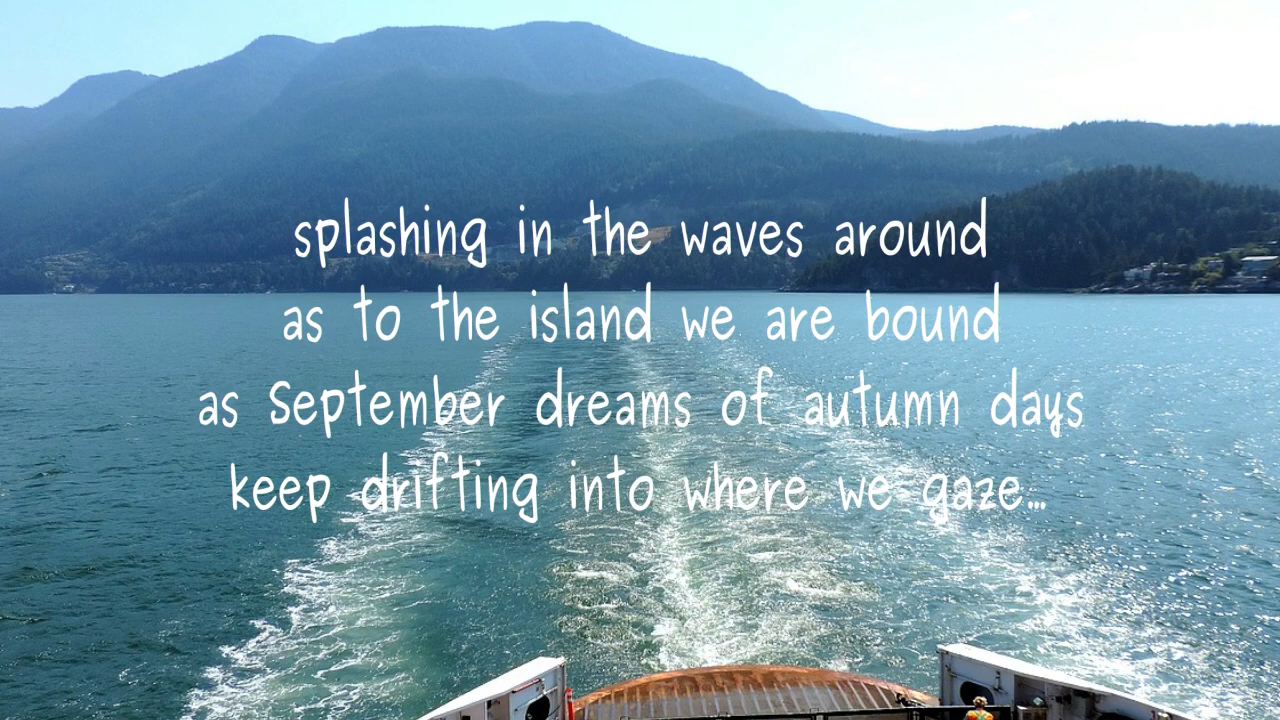 splashing in the waves around
as to the island we are bound
as September dreams of autumn days
keep drifting into where we gaze...